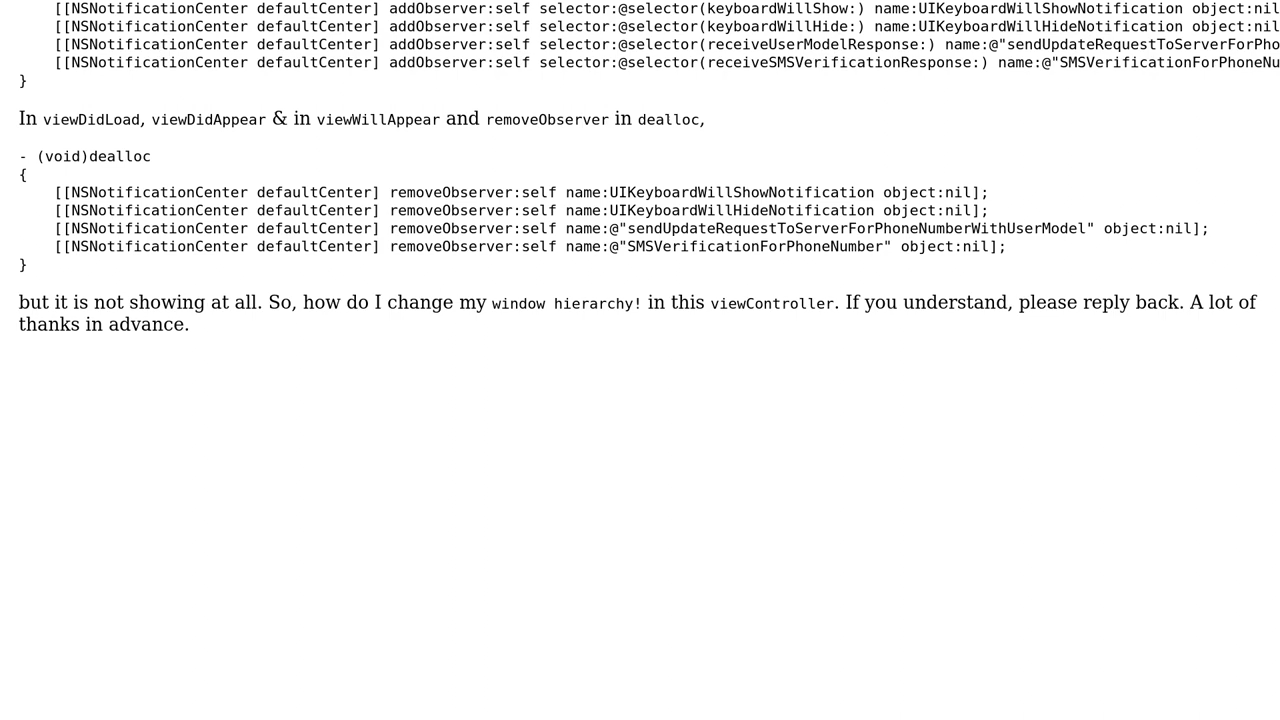 [[NSNotificationCenter defaultCenter] addObserver:self selector:@selector(keyboardWillShow:) name:UIKeyboardWillShowNotification object:nil
[[NSNotificationCenter defaultCenter] addObserver:self selector:@selector(keyboardWillHide:) name:UIKeyboardWillHideNotification object:nil
[[NSNotificationCenter defaultCenter] addObserver:self selector:@selector(receiveUserModelResponse:) name:@"sendUpdateRequestToServerForPho
[[NSNotificationCenter defaultCenter] addObserver:self selector:@selector(receiveSMSVerificationResponse:) name:@"SMSVerificationForPhoneNu
}
In viewDidLoad, viewDidAppear & in viewWillAppear and removeObserver in dealloc,
- (void)dealloc
{
[[NSNotificationCenter defaultCenter] removeObserver:self name:UIKeyboardWillShowNotification object:nil];
[[NSNotificationCenter defaultCenter] removeObserver:self name:UIKeyboardWillHideNotification object:nil];
[[NSNotificationCenter defaultCenter] removeObserver:self name:@"sendUpdateRequestToServerForPhoneNumberWithUserModel" object:nil];
[[NSNotificationCenter defaultCenter] removeObserver:self name:@"SMSVerificationForPhoneNumber" object:nil];
}
but it is not showing at all. So, how do I change my window hierarchy! in this viewController. If you understand, please reply back. A lot of
thanks in advance.